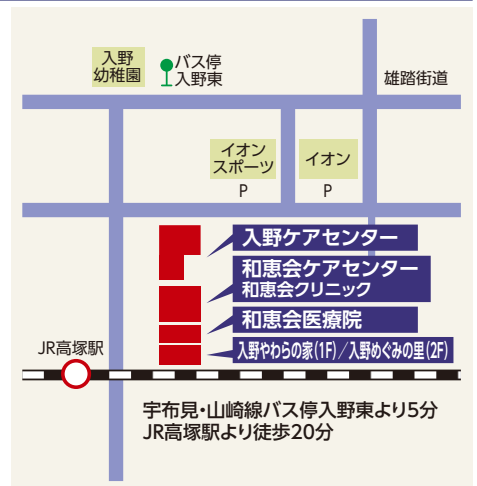 入野
幼稚園
バス停
入野東
雄踏街道
イオン
スポーツ
イオン
P
P
入野ケアセンター
和恵会ケアセンター
和恵会クリニック
和恵会医療院
入野やわらの家(1F)／入野めぐみの里(2F)
JR高塚駅
宇布見・山崎線バス停入野東より5分
JR高塚駅より徒歩20分